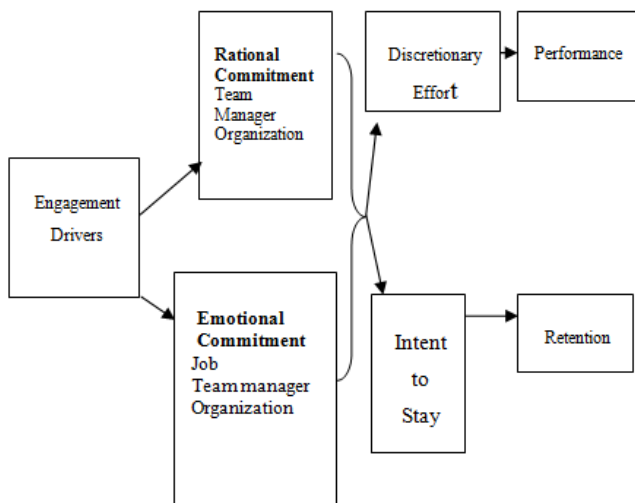 Engagement
Drivers
Rational
Commitment
Team
Manager
Organization
Emotional
Commitment
Job
Team manager
Organization
Discretionary
Effort
Performance
Intent
to
Stay
Retention